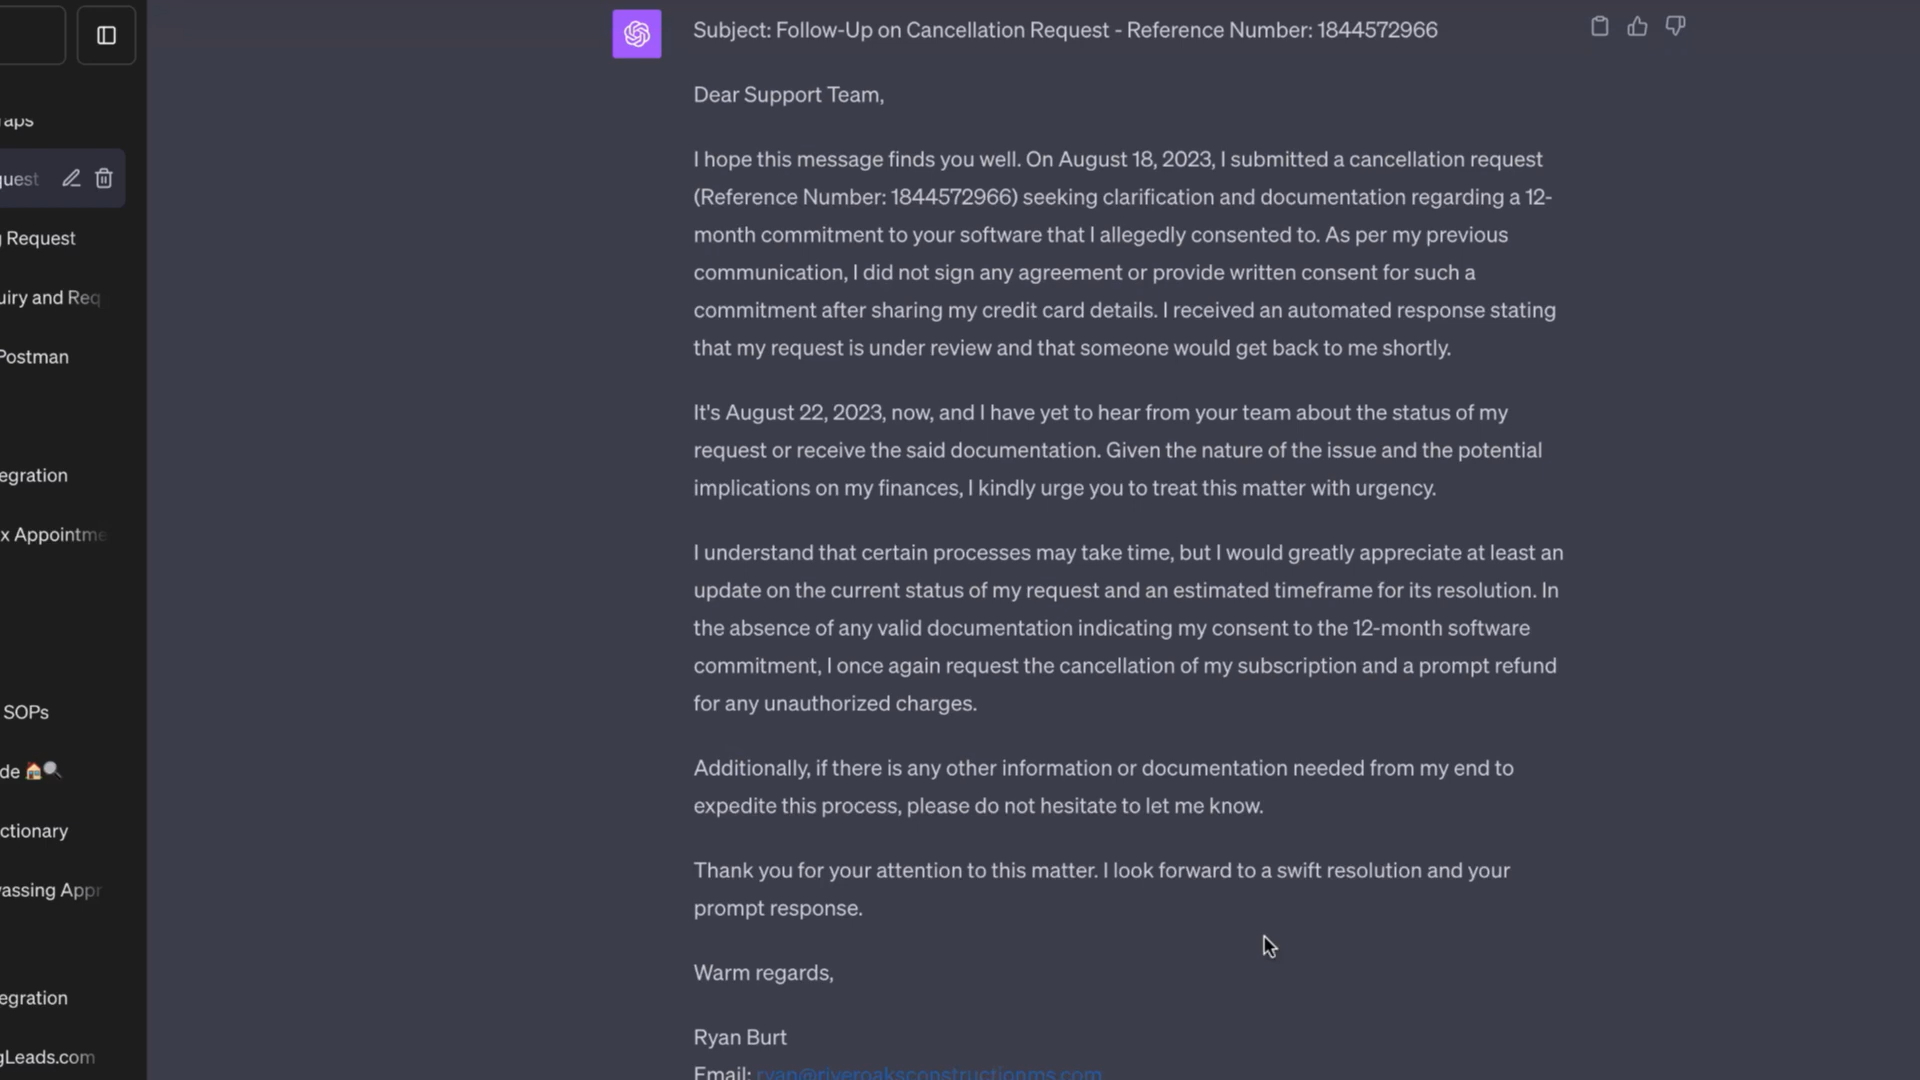 Subject: Follow-Up on Cancellation Request - Reference Number: 1844572966
Dear Support Team,
I hope this message finds you well. On August 18, 2023, I submitted a cancellation request
(Reference Number: 1844572966) seeking clarification and documentation regarding a 12-
month commitment to your software that I allegedly consented to. As per my previous
communication, I did not sign any agreement or provide written consent for such a
commitment after sharing my credit card details. I received an automated response stating
that my request is under review and that someone would get back to me shortly.
It's August 22, 2023, now, and I have yet to hear from your team about the status of my
request or receive the said documentation. Given the nature of the issue and the potential
implications on my finances, I kindly urge you to treat this matter with urgency.
I understand that certain processes may take time, but I would greatly appreciate at least an
update on the current status of my request and an estimated timeframe for its resolution. In
the absence of any valid documentation indicating my consent to the 12-month software
commitment, I once again request the cancellation of my subscription and a prompt refund
for any unauthorized charges.
Additionally, if there is any other information or documentation needed from my end to
expedite this process, please do not hesitate to let me know.
Thank you for your attention to this matter. I look forward to a swift resolution and your
prompt response.
Warm regards,
Ryan Burt
Email: ryan@riveroaksconstructionms.com
aps
quest
g Request
uiry and Req
Postman
egration
x Appointme
SOPs
de
ctionary
vassing Appr
egration
gLeads.com